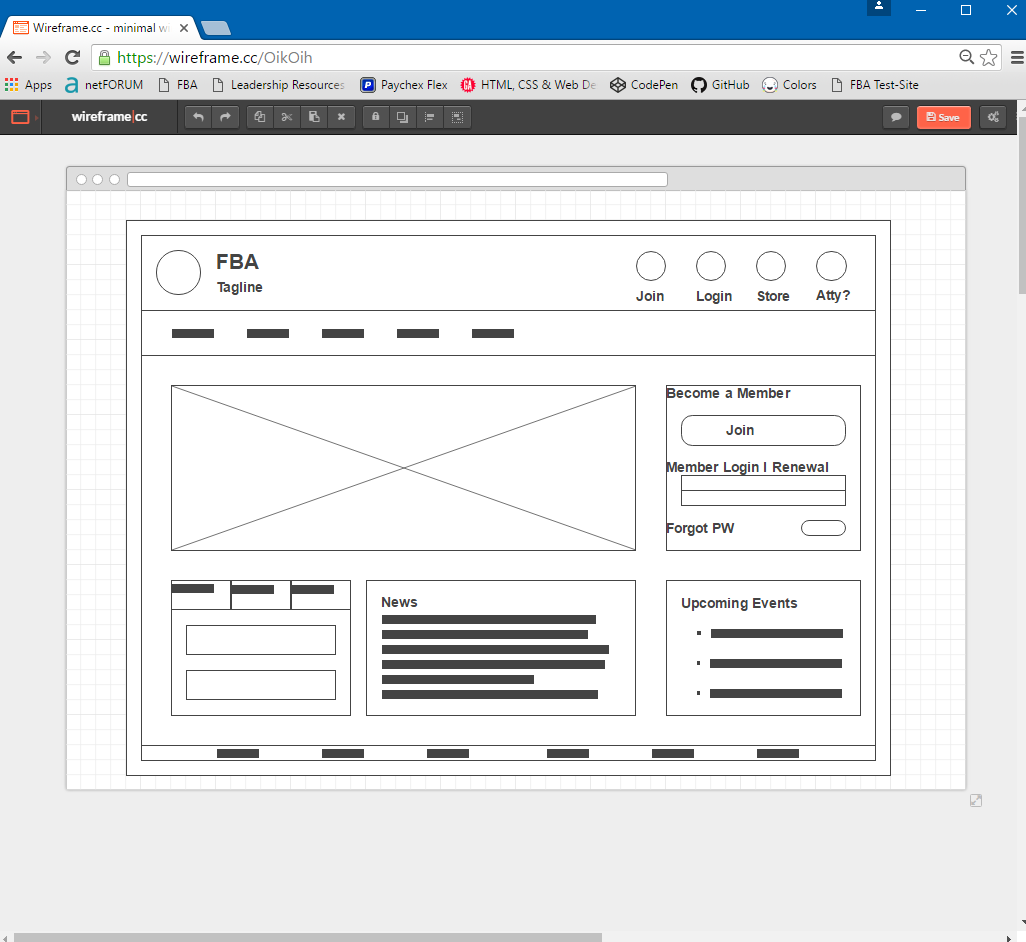 Wireframe.cc - minimal wi
https://wireframe.cc/OikOih
Apps netFORUM FBA Leadership Resources Paychex Flex HTML, CSS & Web De CodePen GitHub Colors FBA Test-Site
wireframe|cc Save
FBA
Tagline
Join Login Store Atty?
Become a Member
Join
Member Login | Renewal
Forgot PW
News
Upcoming Events